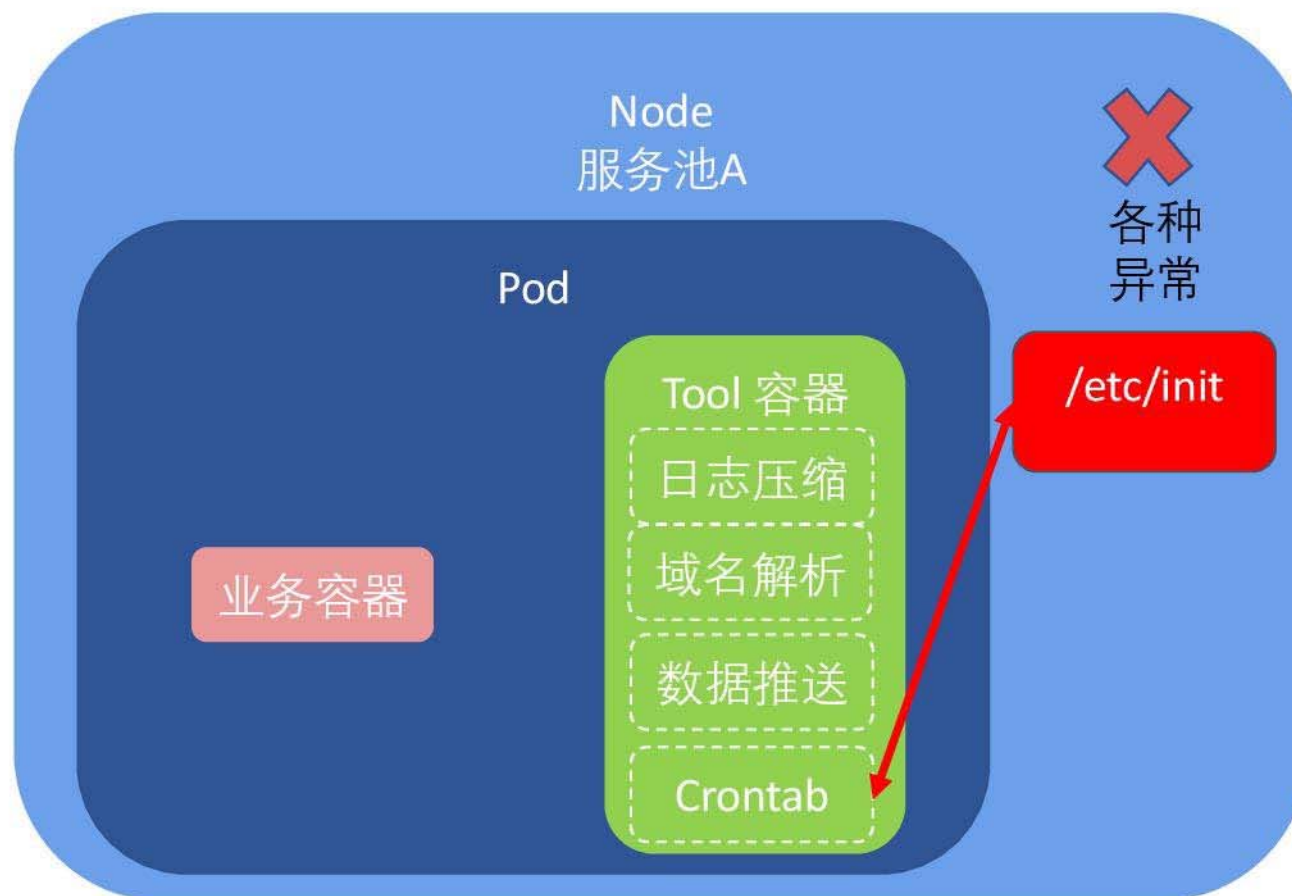 Node
服务池A
各种
异常
Pod
/etc/init
Tool 容器
日志压缩
域名解析
业务容器
数据推送
Crontab